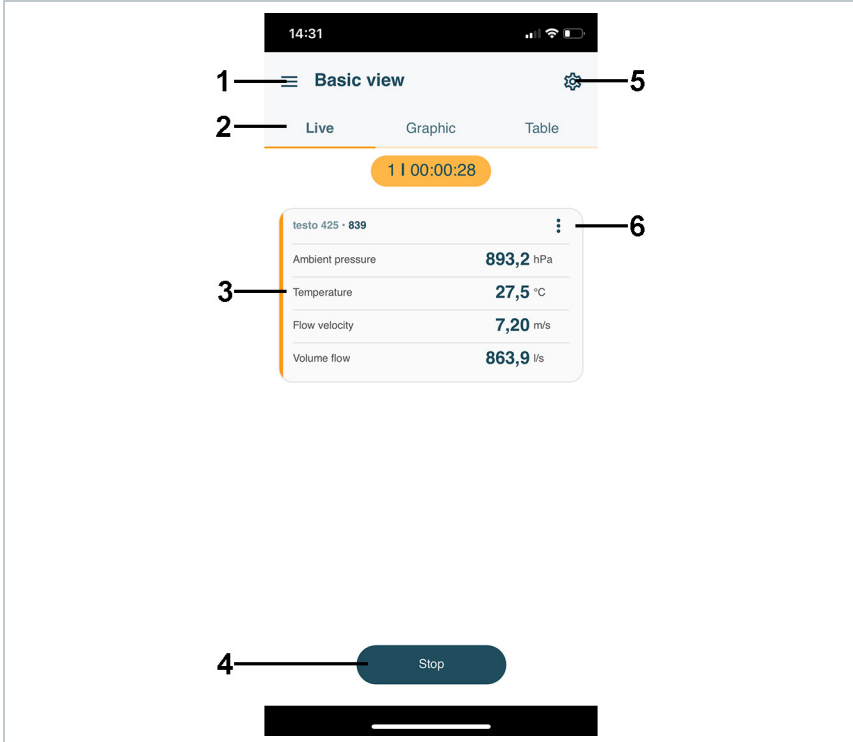 14:31
1 Basic view 5
2 Live Graphic Table
1 I 00:00:28
testo 425 · 839 6
Ambient pressure 893,2 hPa
3 Temperature 27,5 °C
Flow velocity 7,20 m/s
Volume flow 863,9 l/s
4 Stop